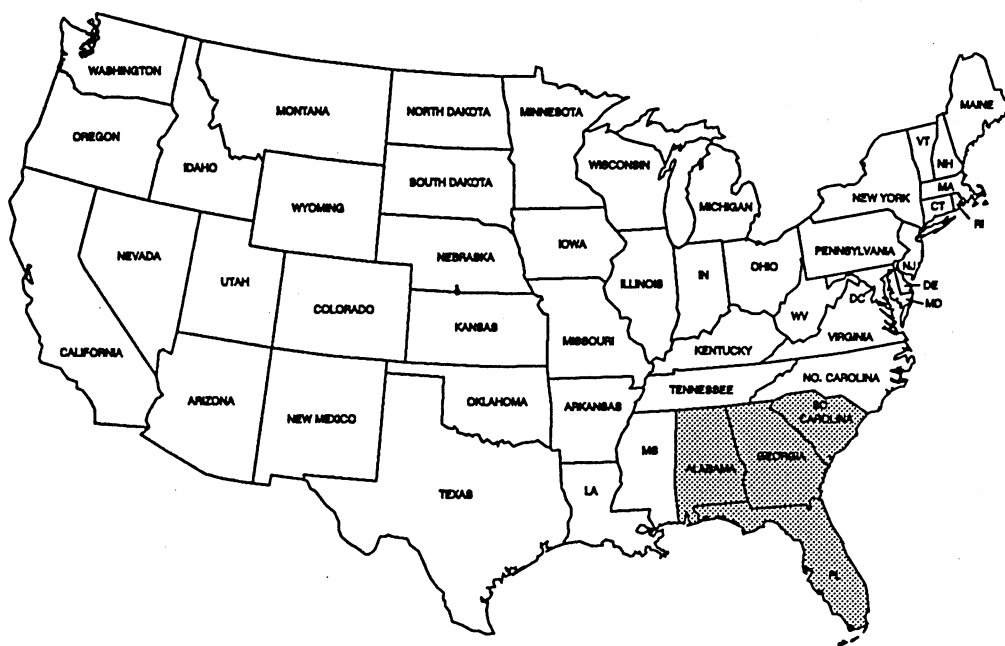 WASHINGTON
MONTANA
NORTH DAKOTA
MINNESOTA
MAINE
OREGON
IDAHO
VT
NH
WISCONSIN
SOUTH DAKOTA
MA
WYOMING
MICHIGAN
NEW YORK
CT
RI
IOWA
NEVADA
NEBRASKA
PENNSYLVANIA
OHIO
UTAH
ILLINOIS
IN
NJ
DE
COLORADO
DC
MD
WV
KANSAS
VIRGINIA
MISSOURI
CALIFORNIA
KENTUCKY
NO. CAROLINA
TENNESSEE
ARIZONA
OKLAHOMA
ARKANSAS
NEW MEXICO
SO
CAROLINA
MS
GEORGIA
ALABAMA
LA
TEXAS
FL